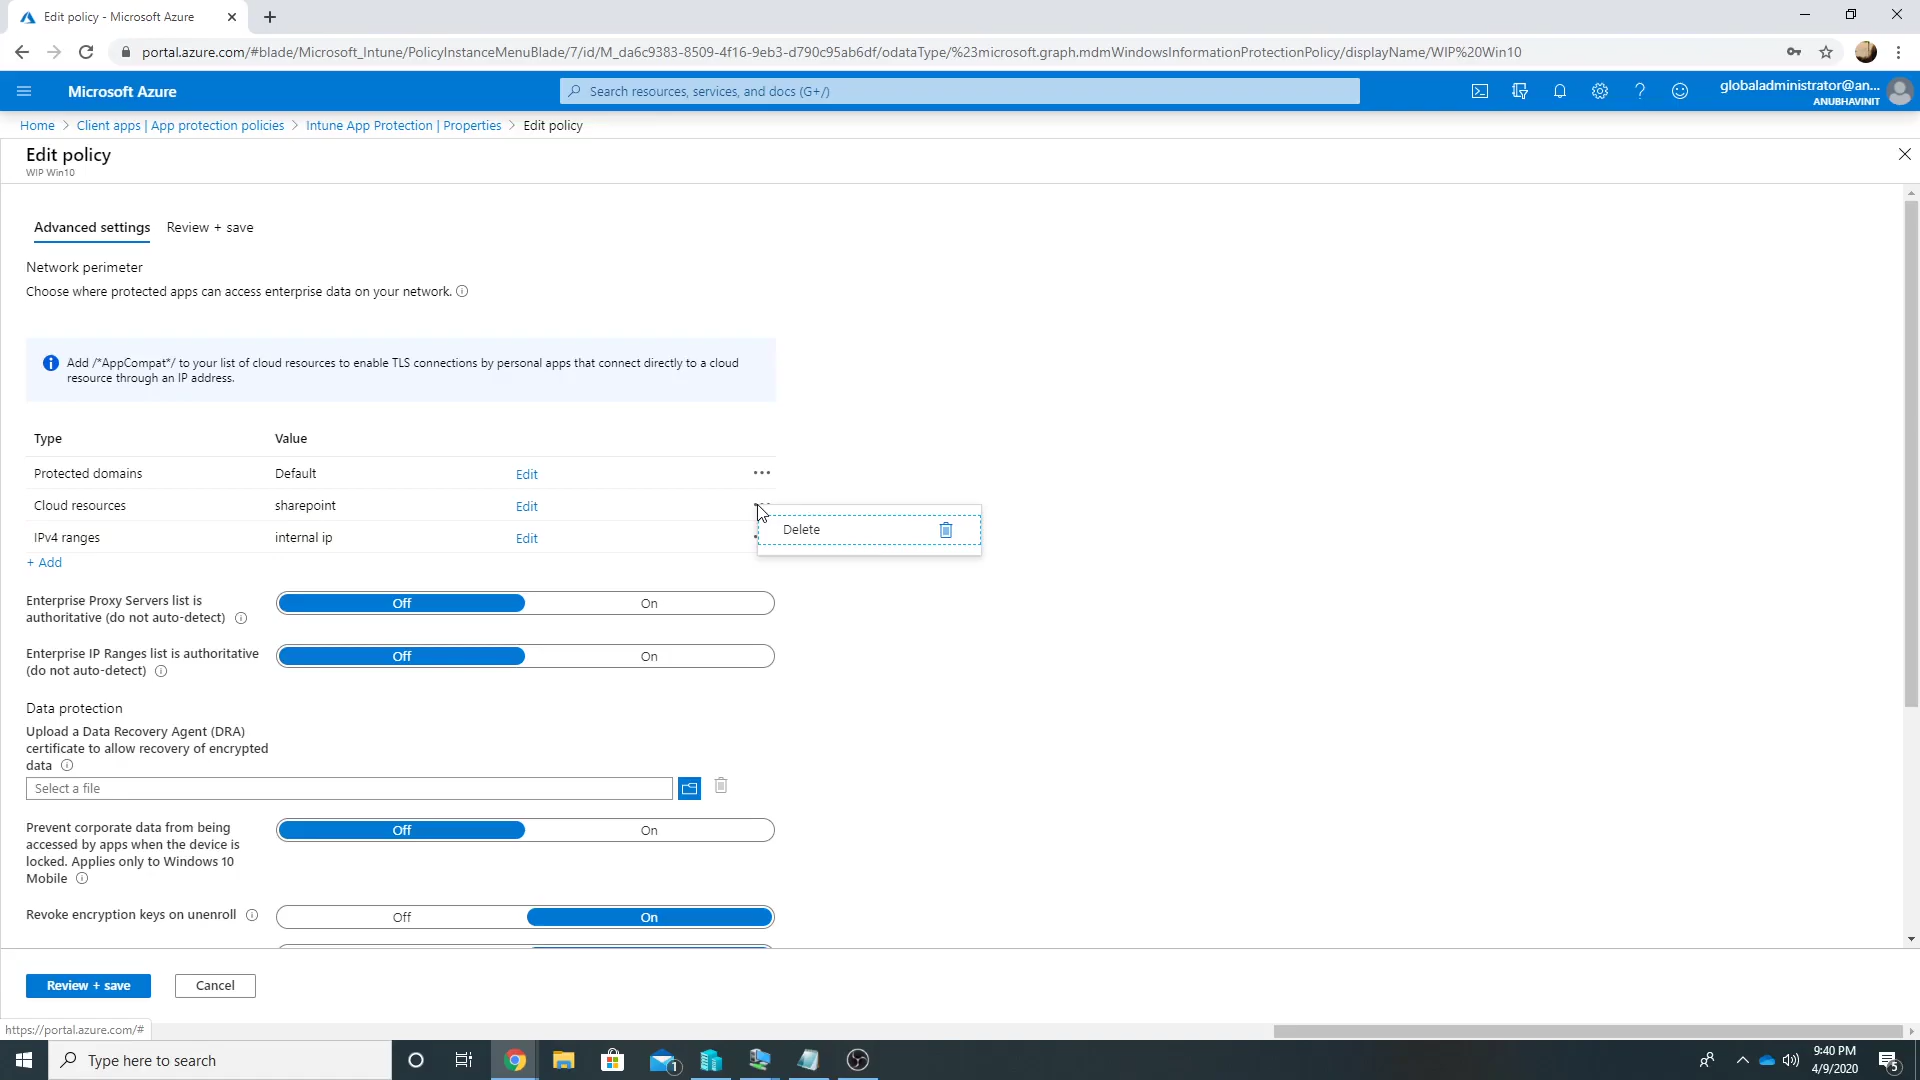 Edit policy - Microsoft Azure
portal.azure.com/#blade/Microsoft_Intune/PolicyInstanceMenuBlade/7/id/M_da6c9383-8509-4f16-9eb3-d790c95ab6df/odataType/%23microsoft.graph.mdmWindowsInformationProtectionPolicy/displayName/WIP%20Win10
Microsoft Azure
Search resources, services, and docs (G+/)
globaladministrator@an...
ANUBHAVINIT
Home > Client apps | App protection policies > Intune App Protection | Properties > Edit policy
Edit policy
WIP Win10
Advanced settings Review + save
Network perimeter
Choose where protected apps can access enterprise data on your network.
Add /*AppCompat*/ to your list of cloud resources to enable TLS connections by personal apps that connect directly to a cloud
resource through an IP address.
Type Value
Protected domains Default Edit
Cloud resources sharepoint Edit
Delete
IPv4 ranges internal ip Edit
+ Add
Enterprise Proxy Servers list is
authoritative (do not auto-detect)
Off On
Enterprise IP Ranges list is authoritative
(do not auto-detect)
Off On
Data protection
Upload a Data Recovery Agent (DRA)
certificate to allow recovery of encrypted
data
Select a file
Prevent corporate data from being
accessed by apps when the device is
locked. Applies only to Windows 10
Mobile
Off On
Revoke encryption keys on unenroll
Off On
Review + save Cancel
https://portal.azure.com/#
Type here to search
1
9:40 PM
4/9/2020
5